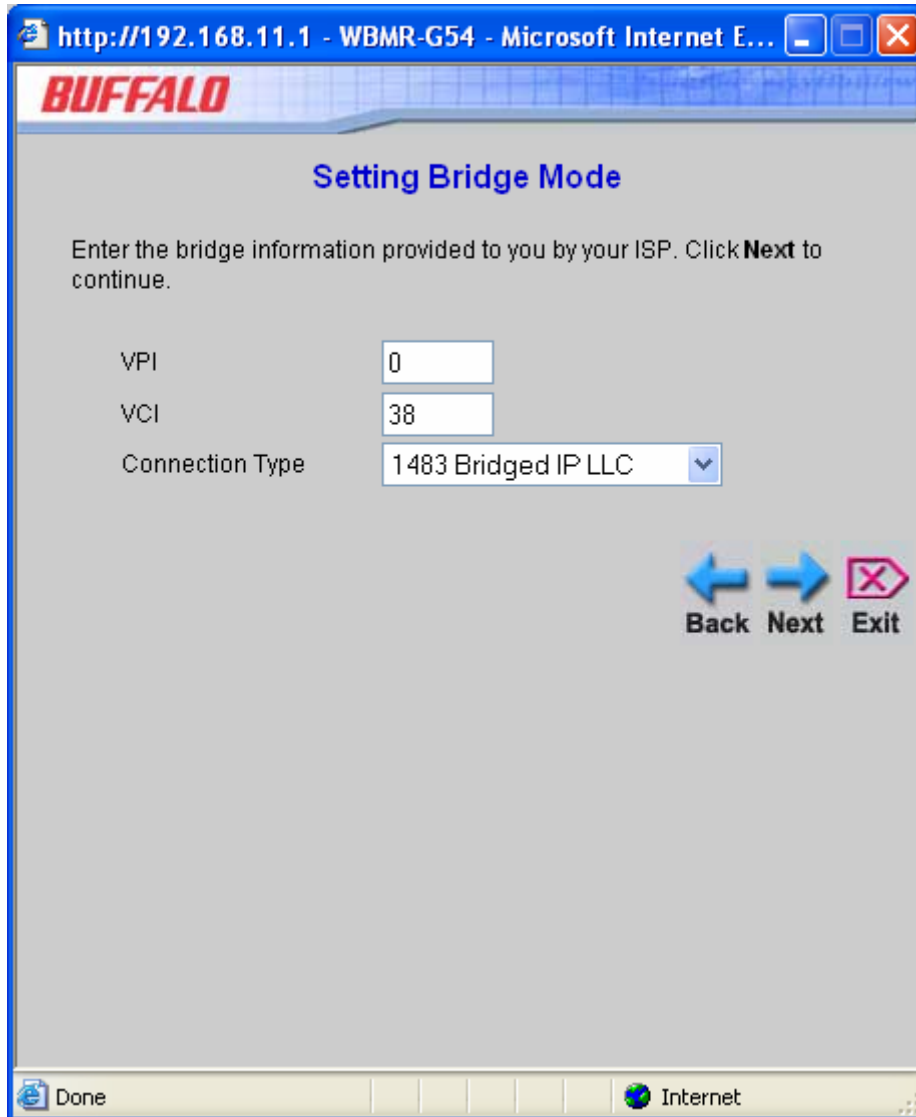 http://192.168.11.1 - WBMR-G54 - Microsoft Internet E...
BUFFALO
Setting Bridge Mode
Enter the bridge information provided to you by your ISP. Click Next to
continue.
VPI 0
VCI 38
Connection Type 1483 Bridged IP LLC
Back Next Exit
Done Internet